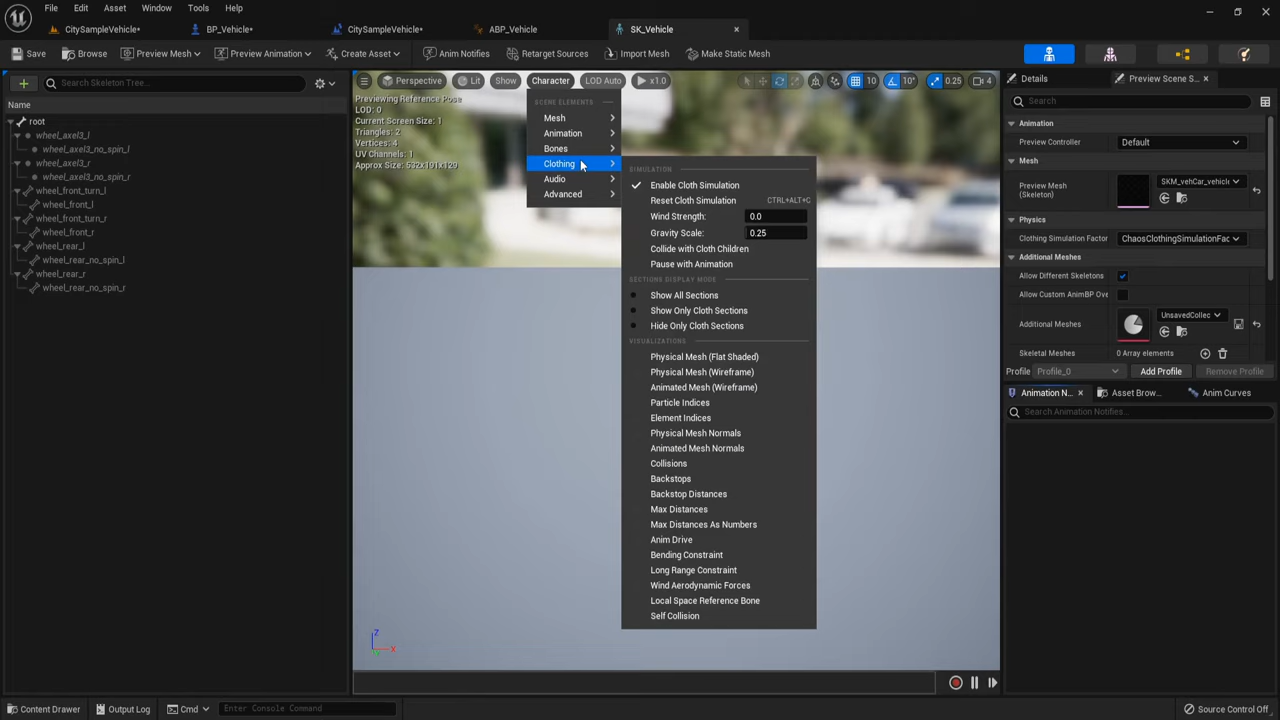 File Edit Asset Window Tools Help
CitySampleVehicle•
BP_Vehicle•
CitySampleVehicle•
ABP_Vehicle
SK_Vehicle
Save
Browse
Preview Mesh
Preview Animation
Create Asset
Anim Notifies
Retarget Sources
Import Mesh
Make Static Mesh
Search Skeleton Tree...
Name
root
wheel_axel3_l
wheel_axel3_no_spin_l
wheel_axel3_r
wheel_axel3_no_spin_r
wheel_front_turn_l
wheel_front_l
wheel_front_turn_r
wheel_front_r
wheel_rear_l
wheel_rear_no_spin_l
wheel_rear_r
wheel_rear_no_spin_r
Perspective
Lit
Show
Character
LOD Auto
x1.0
10
10°
0.25
4
Previewing Reference Pose
LOD: 0
Current Screen Size: 1
Triangles: 2
Vertices: 4
UV Channels: 1
Approx Size: 532x191x129
SCENE ELEMENTS
Mesh
Animation
Bones
Clothing
Audio
Advanced
SIMULATION
Enable Cloth Simulation
Reset Cloth Simulation CTRL+ALT+C
Wind Strength: 0.0
Gravity Scale: 0.25
Collide with Cloth Children
Pause with Animation
SECTIONS DISPLAY MODE
Show All Sections
Show Only Cloth Sections
Hide Only Cloth Sections
VISUALIZATIONS
Physical Mesh (Flat Shaded)
Physical Mesh (Wireframe)
Animated Mesh (Wireframe)
Particle Indices
Element Indices
Physical Mesh Normals
Animated Mesh Normals
Collisions
Backstops
Backstop Distances
Max Distances
Max Distances As Numbers
Anim Drive
Bending Constraint
Long Range Constraint
Wind Aerodynamic Forces
Local Space Reference Bone
Self Collision
Z
X
Details
Preview Scene S...
Search
Animation
Preview Controller Default
Mesh
Preview Mesh
(Skeleton)
SKM_vehCar_vehicle
Physics
Clothing Simulation Factor ChaosClothingSimulationFac
Additional Meshes
Allow Different Skeletons
Allow Custom AnimBP Ove
Additional Meshes
UnsavedCollec
Skeletal Meshes 0 Array elements
Profile Profile_0 Add Profile Remove Profile
Animation N...
Asset Brow...
Anim Curves
Search Animation Notifies...
Content Drawer
Output Log
Cmd
Enter Console Command
Source Control Off